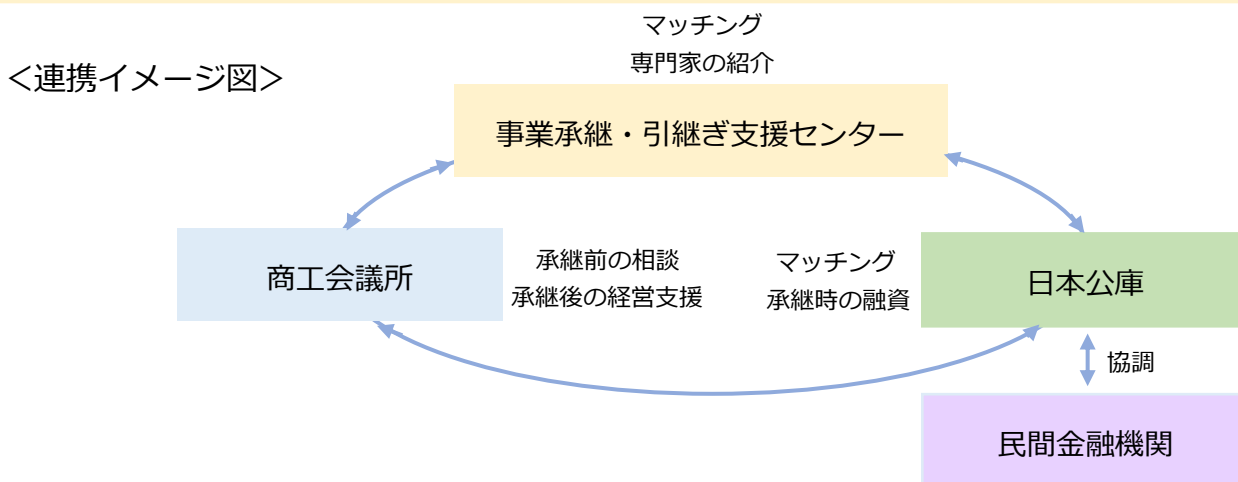 マッチング
専門家の紹介
＜連携イメージ図＞
事業承継・引継ぎ支援センター
商工会議所
承継前の相談
承継後の経営支援
マッチング
承継時の融資
日本公庫
協調
民間金融機関